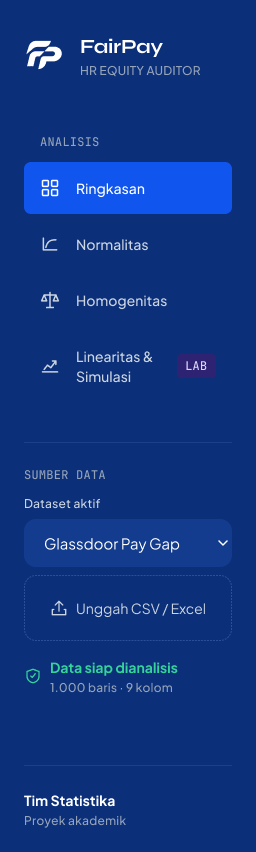 FairPay
HR EQUITY AUDITOR
ANALISIS
Ringkasan
Normalitas
Homogenitas
Linearitas &
Simulasi
LAB
SUMBER DATA
Dataset aktif
Glassdoor Pay Gap
Unggah CSV / Excel
Data siap dianalisis
1.000 baris · 9 kolom
Tim Statistika
Proyek akademik